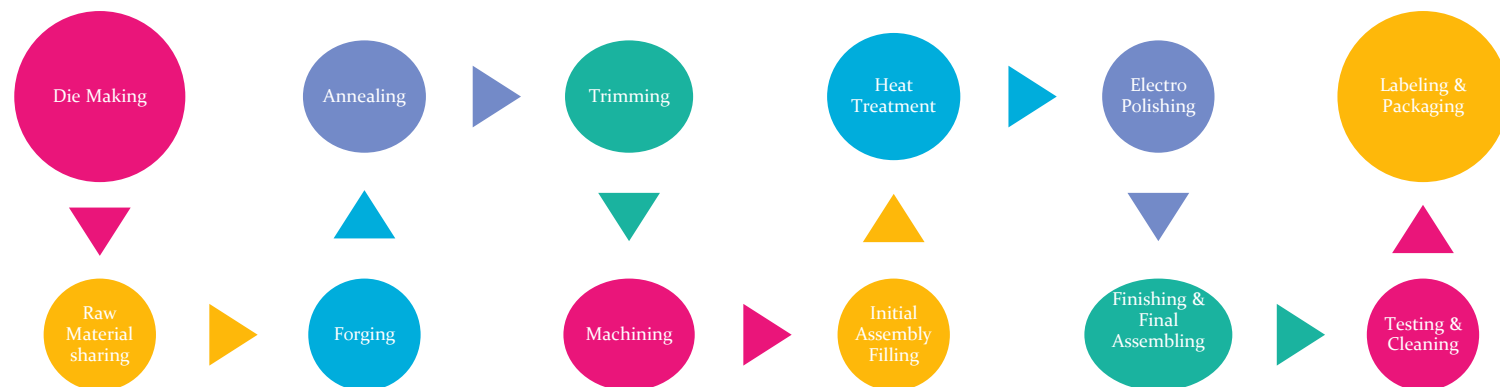 Die Making
Raw
Material
sharing
Forging
Annealing
Trimming
Machining
Initial
Assembly
Filling
Heat
Treatment
Electro
Polishing
Finishing &
Final
Assembling
Testing &
Cleaning
Labeling &
Packaging